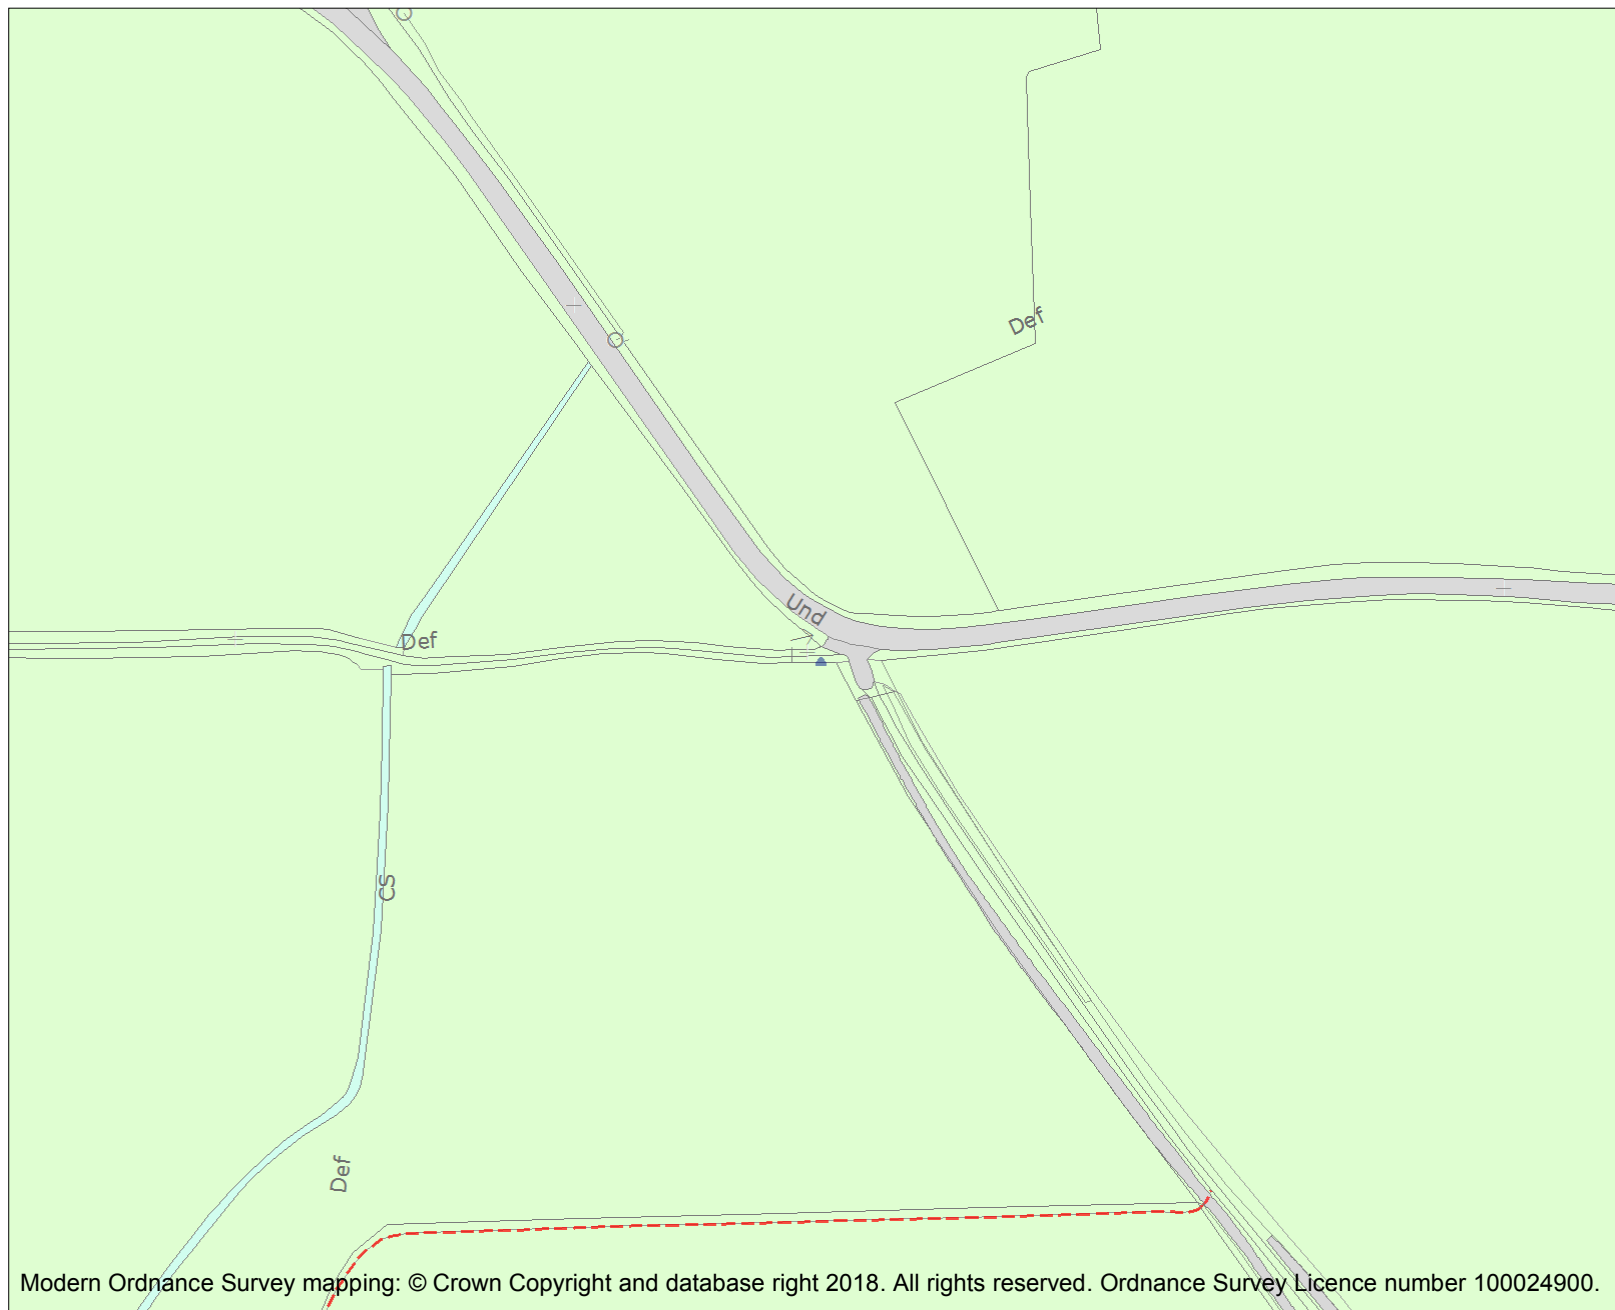 Def
Und
Def
CS
Def
Modern Ordnance Survey mapping: © Crown Copyright and database right 2018. All rights reserved. Ordnance Survey Licence number 100024900.